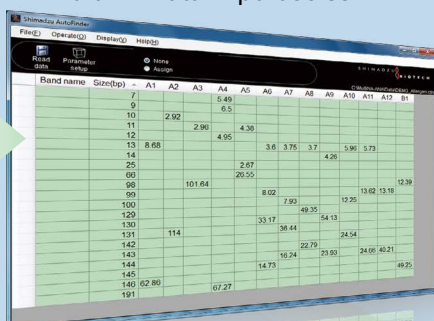 Shimadzu AutoFinder
File(F) Operate(O) Display(V) Help(H)
Read data
Parameter setup
None
Assign
SHIMADZU BIOTECH
Band name Size(bp) A1 A2 A3 A4 A5 A6 A7 A8 A9 A10 A11 A12 B1
7 5.49
9 6.5
10 2.92
11 2.96 4.38
12 4.95
13 8.68 3.6 3.75 3.7 5.96 5.73
14 4.26
25 2.67
66 26.55
98 101.64 12.39
99 8.02 13.62 13.18
100 7.93 12.25
129 49.35
130 33.17 54.13
131 114 36.44 24.54
142 22.79
143 16.24 23.93 24.66 40.21
144 14.73 49.25
145
146 62.86 67.27
191